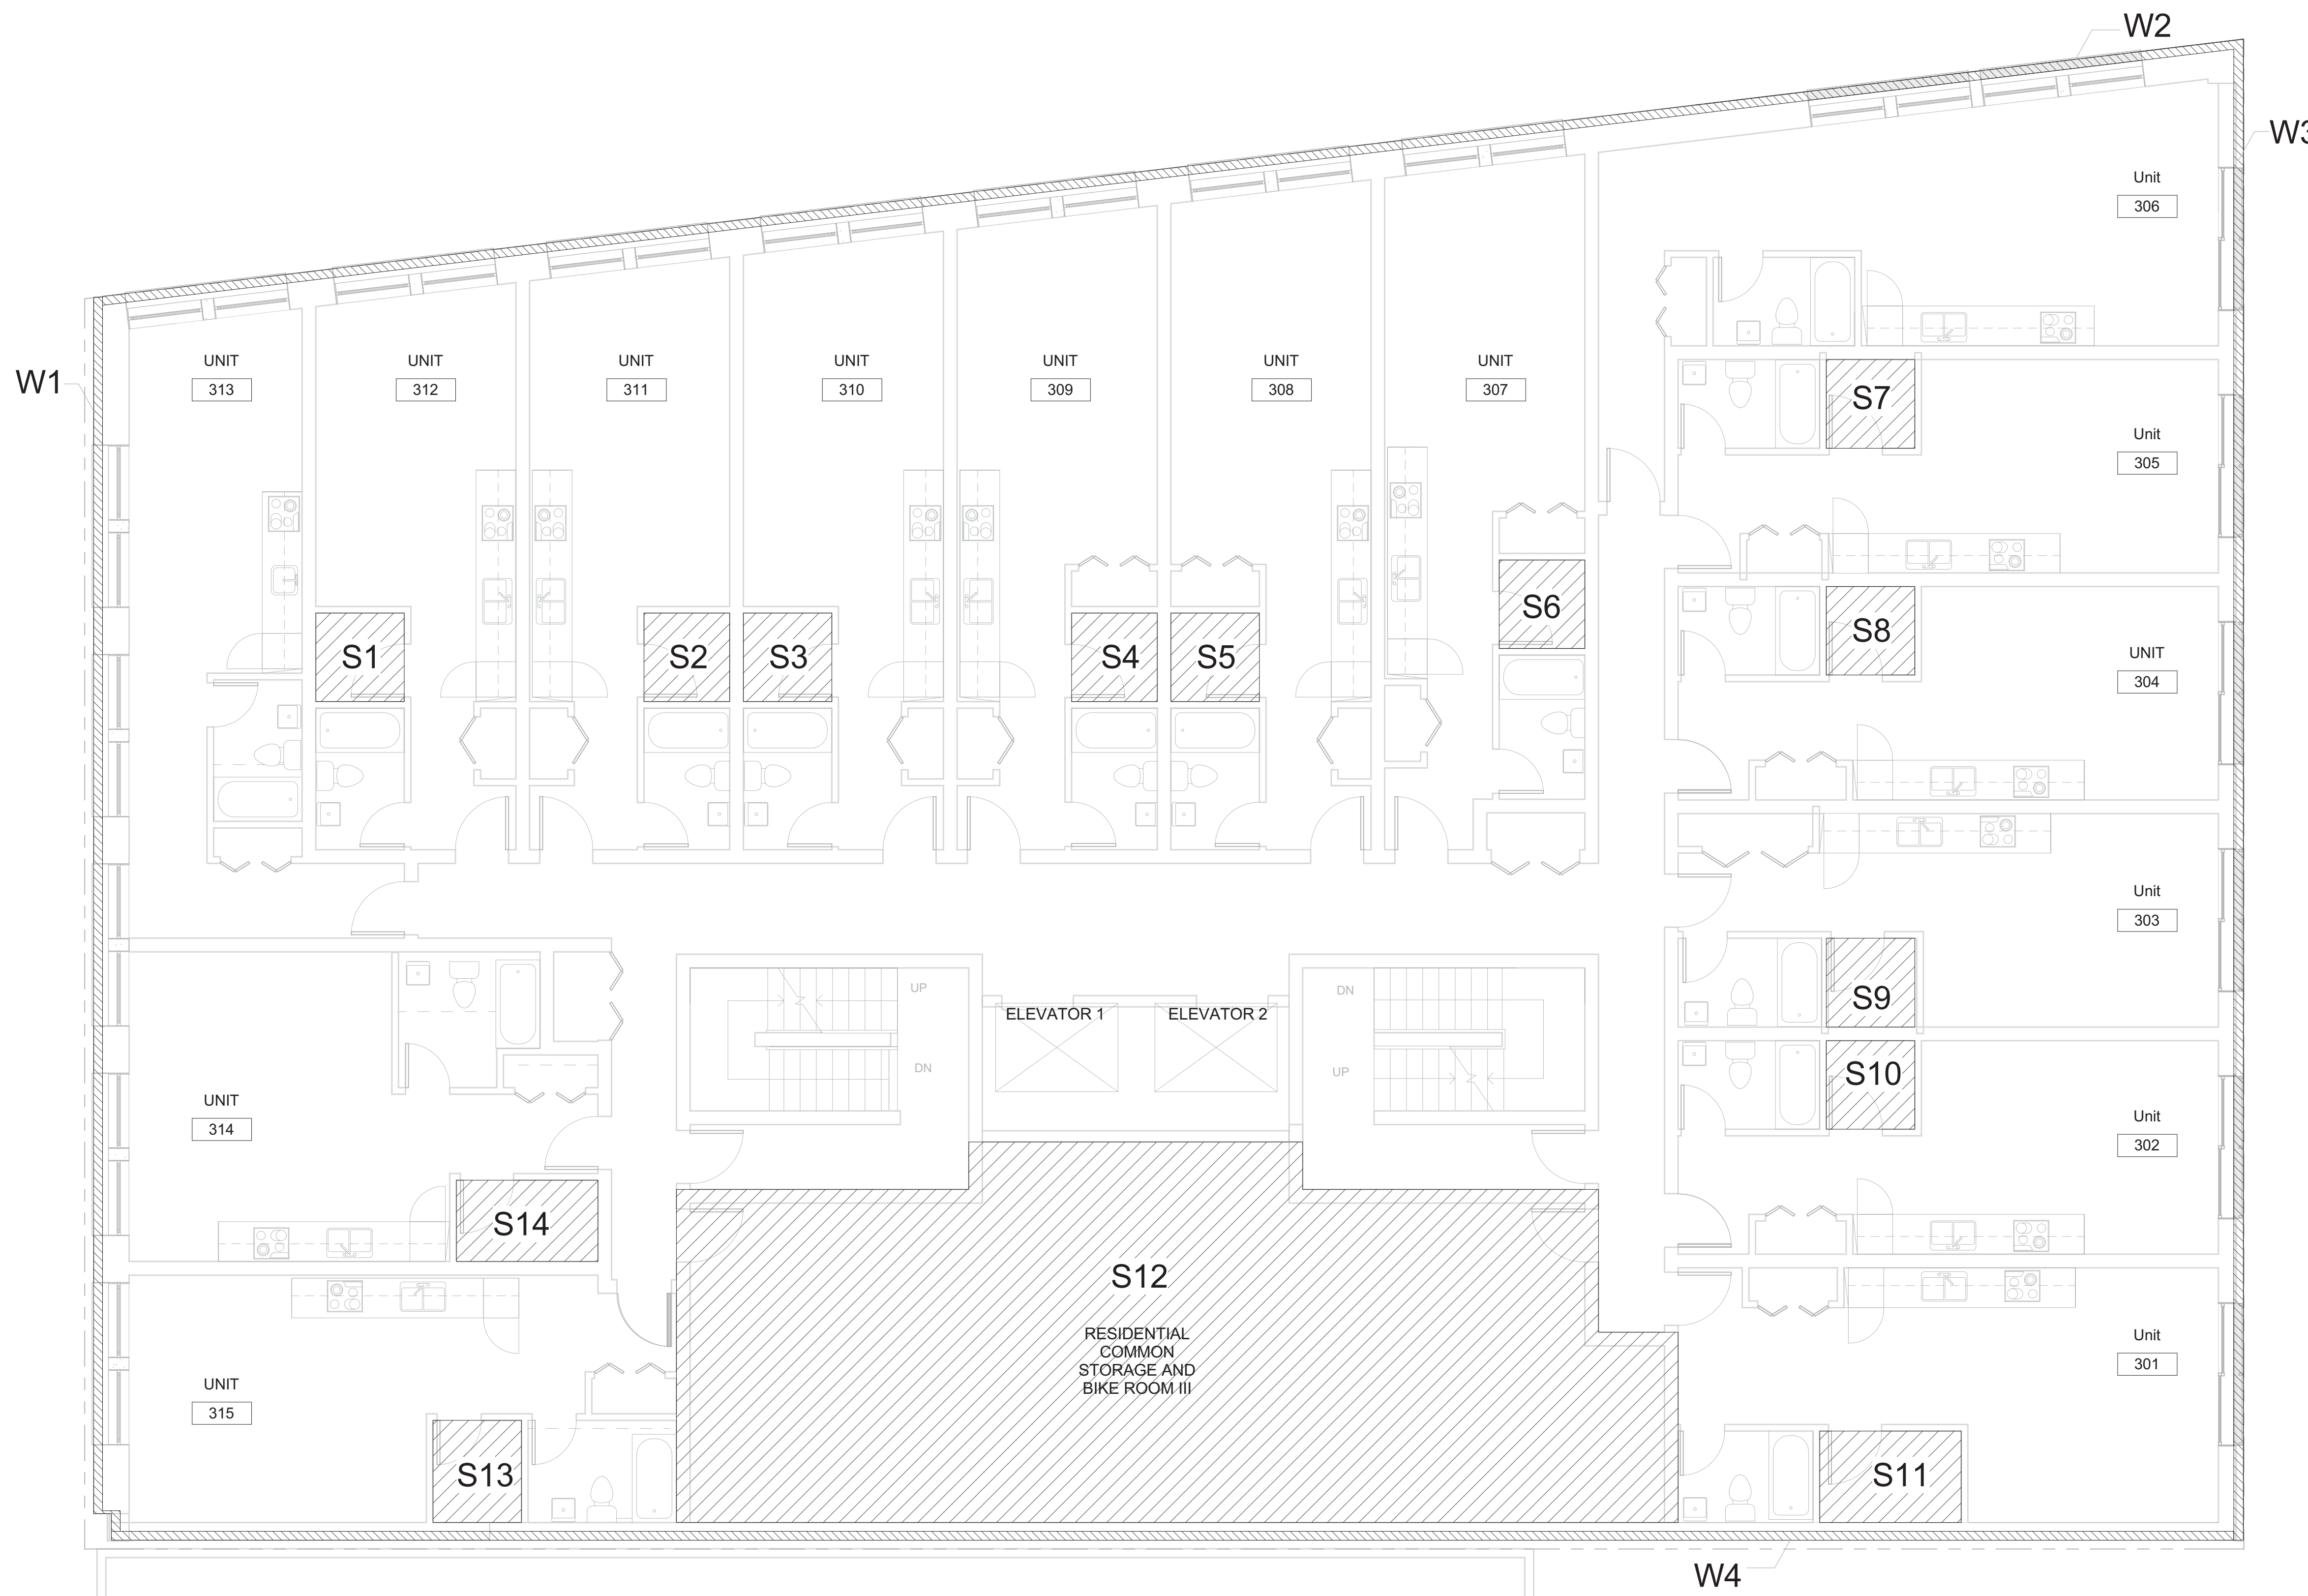 W2
W3
Unit
306
W1
UNIT
313
UNIT
312
UNIT
311
UNIT
310
UNIT
309
UNIT
308
UNIT
307
S7
Unit
305
S6
S1
S2
S3
S4
S5
S8
UNIT
304
Unit
303
S9
UP
DN
ELEVATOR 1
ELEVATOR 2
DN
UP
S10
UNIT
314
Unit
302
S14
S12
RESIDENTIAL
COMMON
STORAGE AND
BIKE ROOM III
Unit
301
UNIT
315
S13
S11
W4